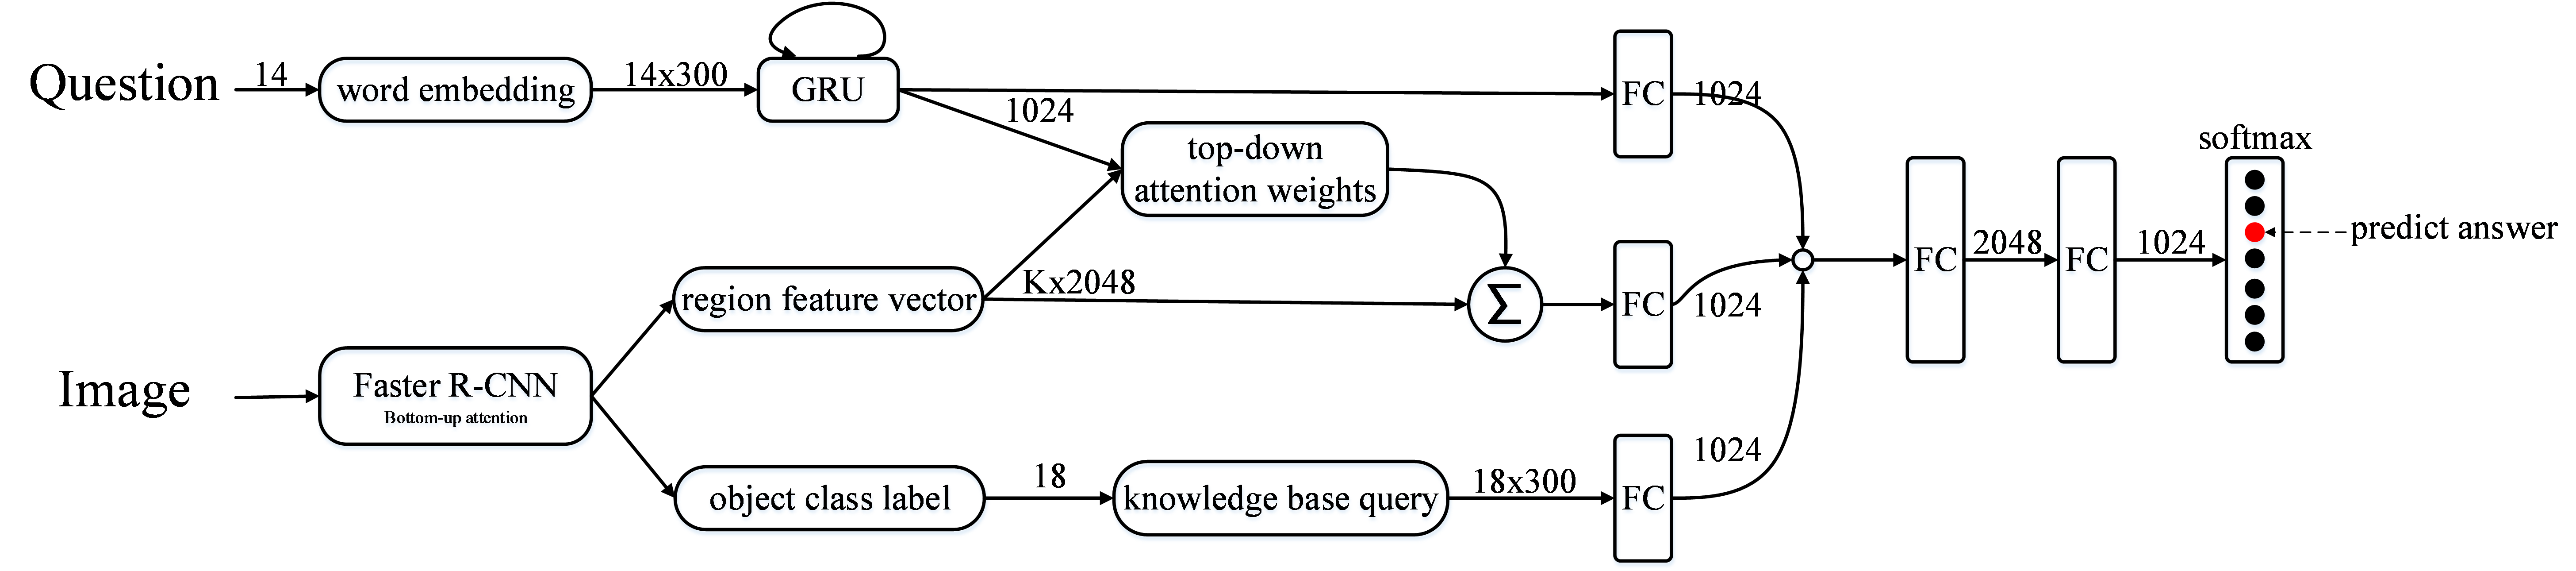 Question
14
word embedding
14x300
GRU
1024
top-down
attention weights
FC
1024
Image
Faster R-CNN
Bottom-up attention
region feature vector
Kx2048
Σ
FC
1024
object class label
18
knowledge base query
18x300
FC
1024
FC
2048
FC
1024
softmax
predict answer